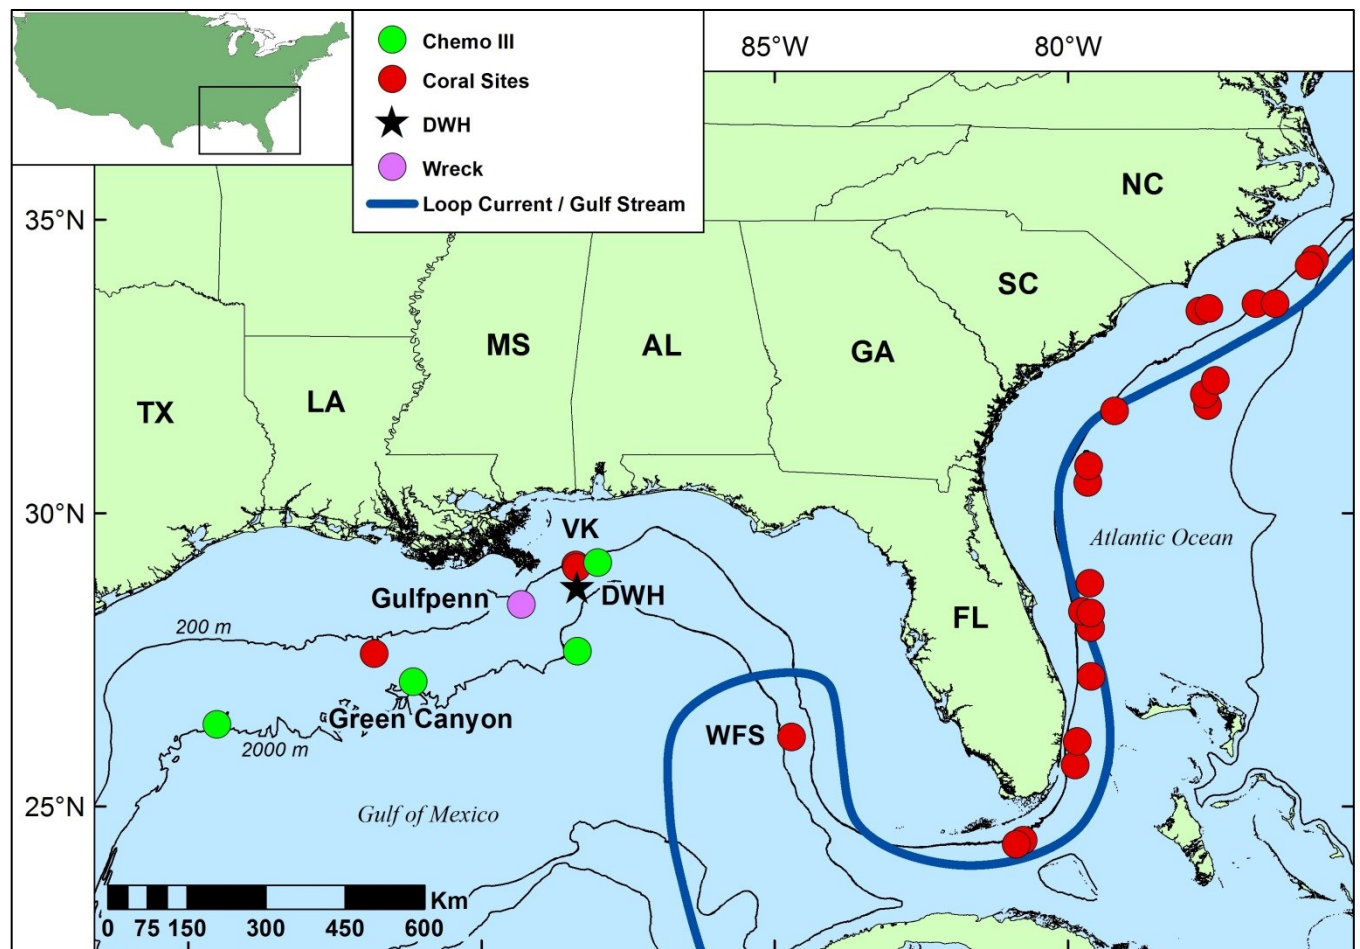 Chemo III
Coral Sites
DWH
Wreck
Loop Current / Gulf Stream
85°W
80°W
35°N
30°N
25°N
NC
SC
MS
AL
GA
TX
LA
VK
Atlantic Ocean
Gulfpenn
DWH
FL
200 m
Green Canyon
WFS
2000 m
Gulf of Mexico
Km
0 75 150 300 450 600